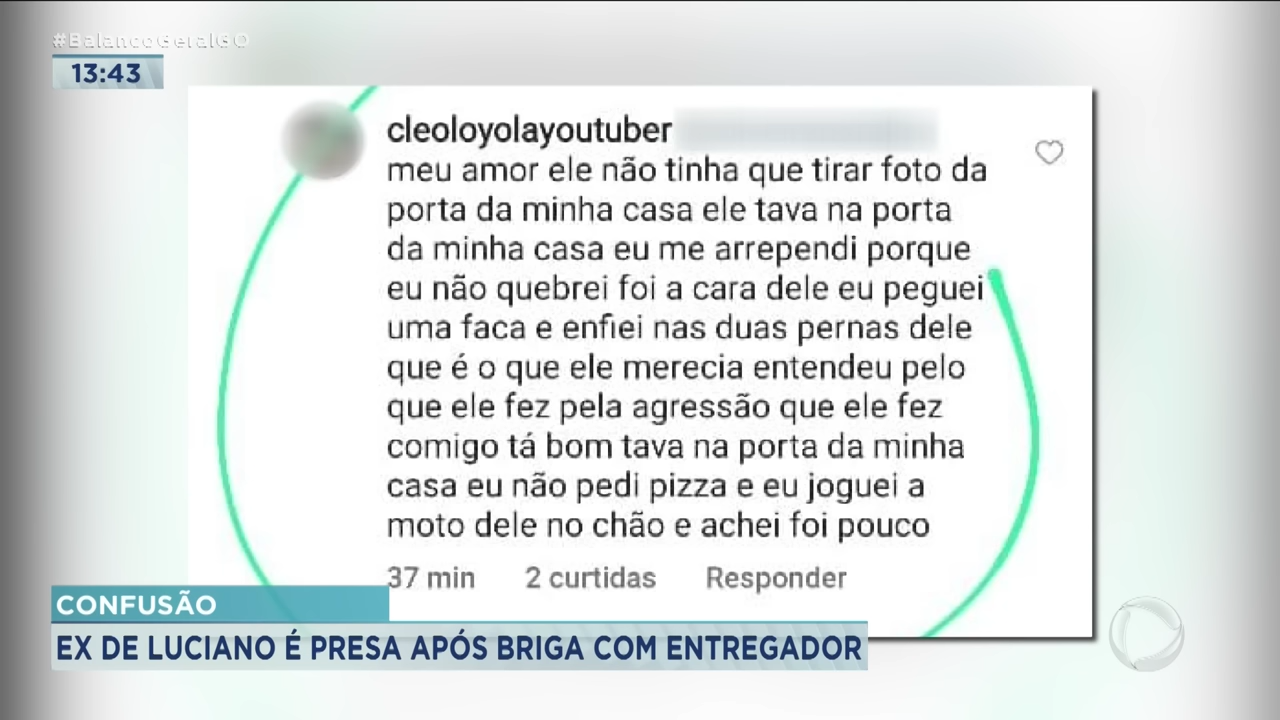 #BalancoGeralGO
13:43
cleoloyolayoutuber
meu amor ele não tinha que tirar foto da
porta da minha casa ele tava na porta
da minha casa eu me arrependi porque
eu não quebrei foi a cara dele eu peguei
uma faca e enfiei nas duas pernas dele
que é o que ele merecia entendeu pelo
que ele fez pela agressão que ele fez
comigo tá bom tava na porta da minha
casa eu não pedi pizza e eu joguei a
moto dele no chão e achei foi pouco
37 min 2 curtidas Responder
CONFUSÃO
EX DE LUCIANO É PRESA APÓS BRIGA COM ENTREGADOR